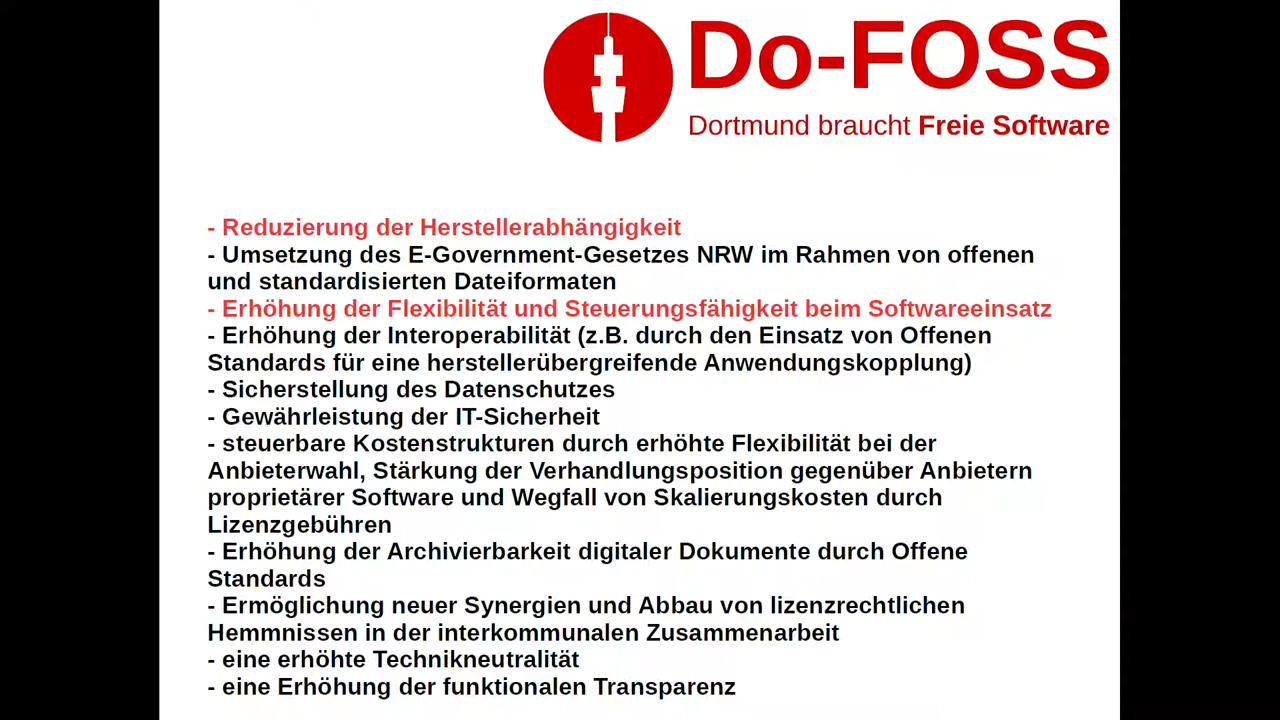 Do-FOSS
Dortmund braucht Freie Software
- Reduzierung der Herstellerabhängigkeit
- Umsetzung des E-Government-Gesetzes NRW im Rahmen von offenen
und standardisierten Dateiformaten
- Erhöhung der Flexibilität und Steuerungsfähigkeit beim Softwareeinsatz
- Erhöhung der Interoperabilität (z.B. durch den Einsatz von Offenen
Standards für eine herstellerübergreifende Anwendungskopplung)
- Sicherstellung des Datenschutzes
- Gewährleistung der IT-Sicherheit
- steuerbare Kostenstrukturen durch erhöhte Flexibilität bei der
Anbieterwahl, Stärkung der Verhandlungsposition gegenüber Anbietern
proprietärer Software und Wegfall von Skalierungskosten durch
Lizenzgebühren
- Erhöhung der Archivierbarkeit digitaler Dokumente durch Offene
Standards
- Ermöglichung neuer Synergien und Abbau von lizenzrechtlichen
Hemmnissen in der interkommunalen Zusammenarbeit
- eine erhöhte Technikneutralität
- eine Erhöhung der funktionalen Transparenz